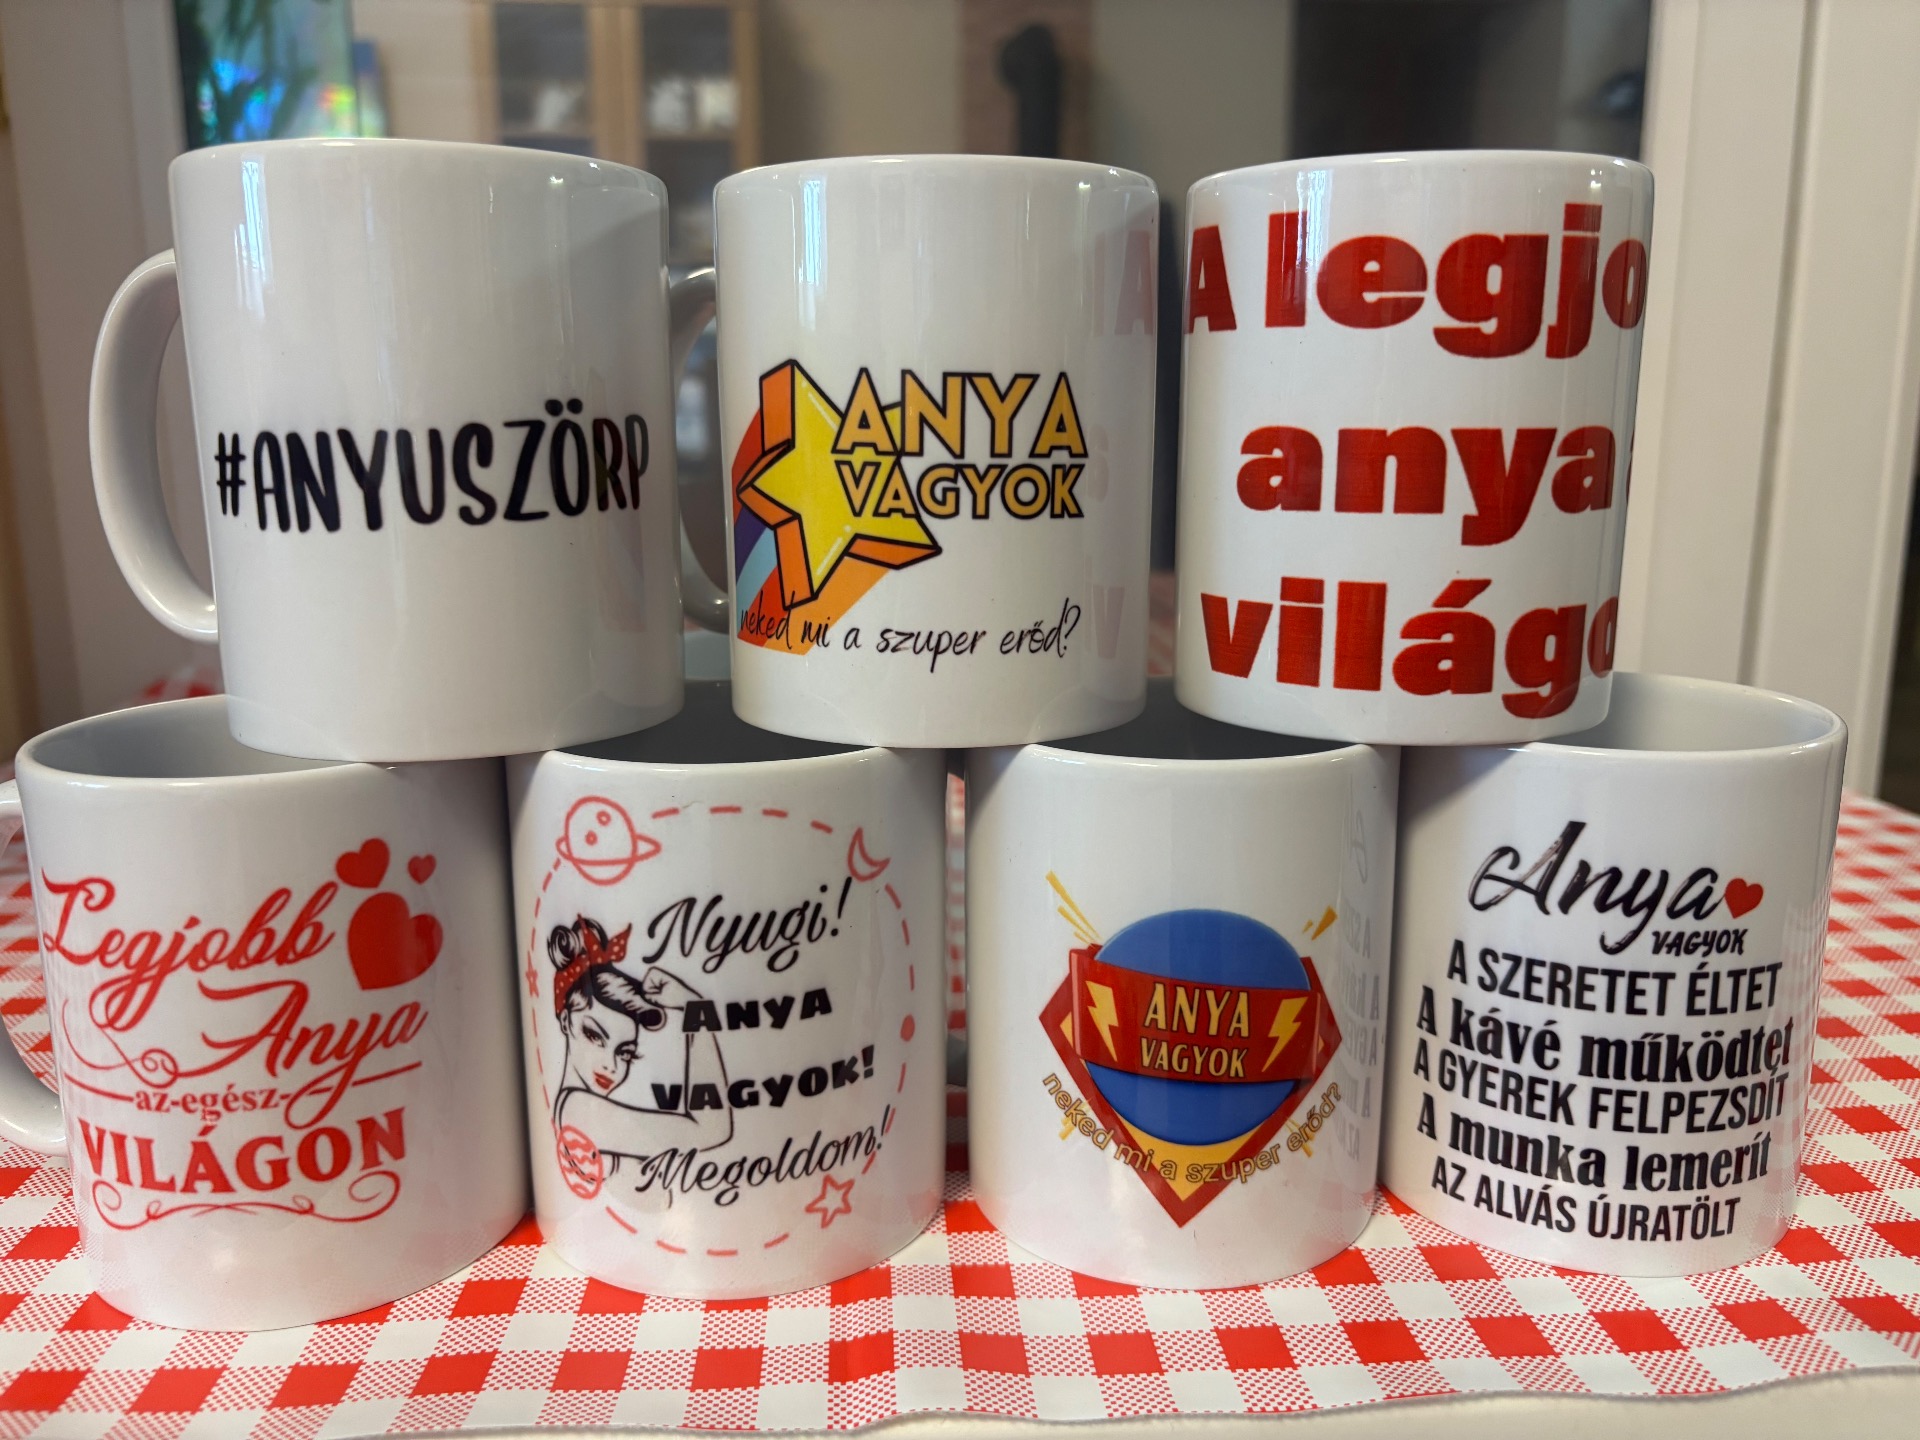 #ANYUSZÖRP
ANYA
VAGYOK
neked mi a szuper erőd?
A legjo
anya
világo
Legjobb
Anya
-az-egész-
VILÁGON
Nyugi!
ANYA
VAGYOK!
Megoldom!
ANYA
VAGYOK
neked mi a szuper erőd?
Anya
VAGYOK
A SZERETET ÉLTET
A kávé működtet
A GYEREK FELPEZSDÍT
A munka lemerít
AZ ALVÁS ÚJRATÖLT